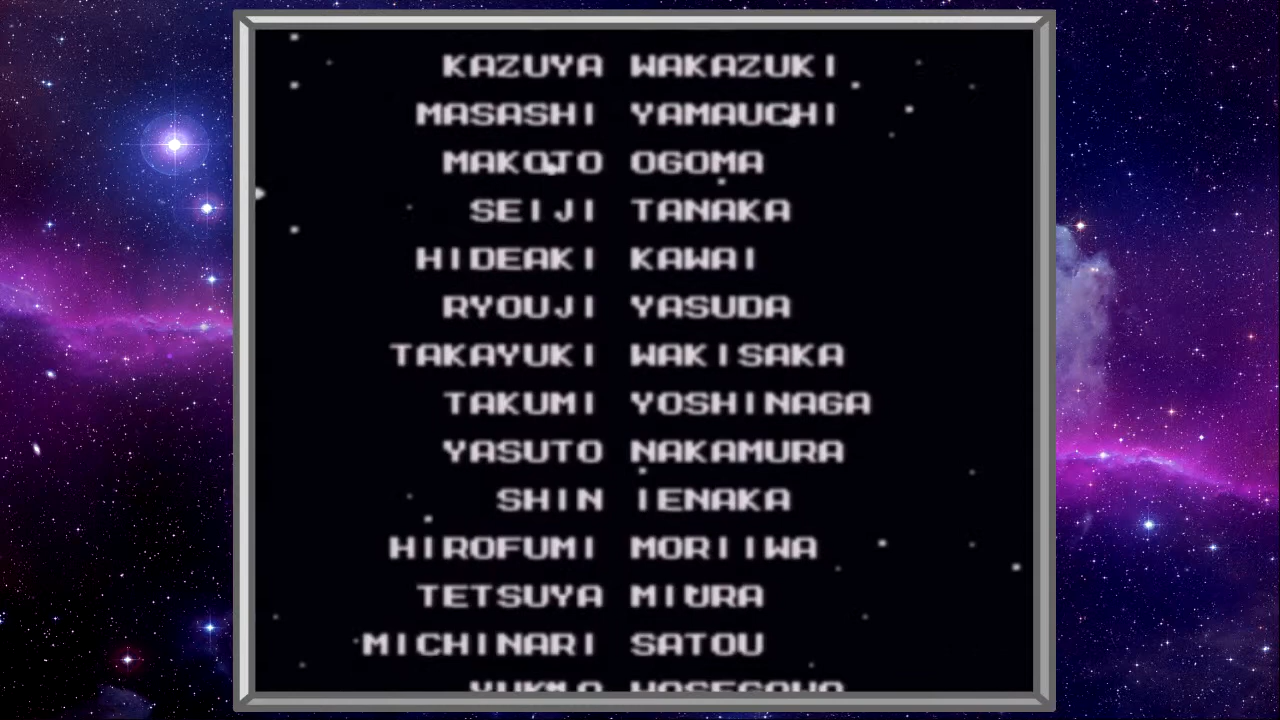 KAZUYA WAKAZUKI
MASASHI YAMAUCHI
MAKOTO OGOMA
SEIJI TANAKA
HIDEAKI KAWAI
RYOUJI YASUDA
TAKAYUKI WAKISAKA
TAKUMI YOSHINAGA
YASUTO NAKAMURA
SHIN IENAKA
HIROFUMI MORIIWA
TETSUYA MIURA
MICHINARI SATOU